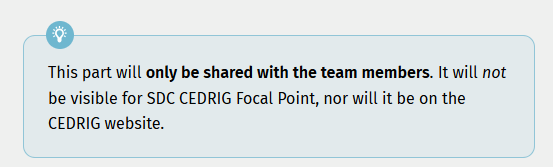 This part will only be shared with the team members. It will not
be visible for SDC CEDRIG Focal Point, nor will it be on the
CEDRIG website.